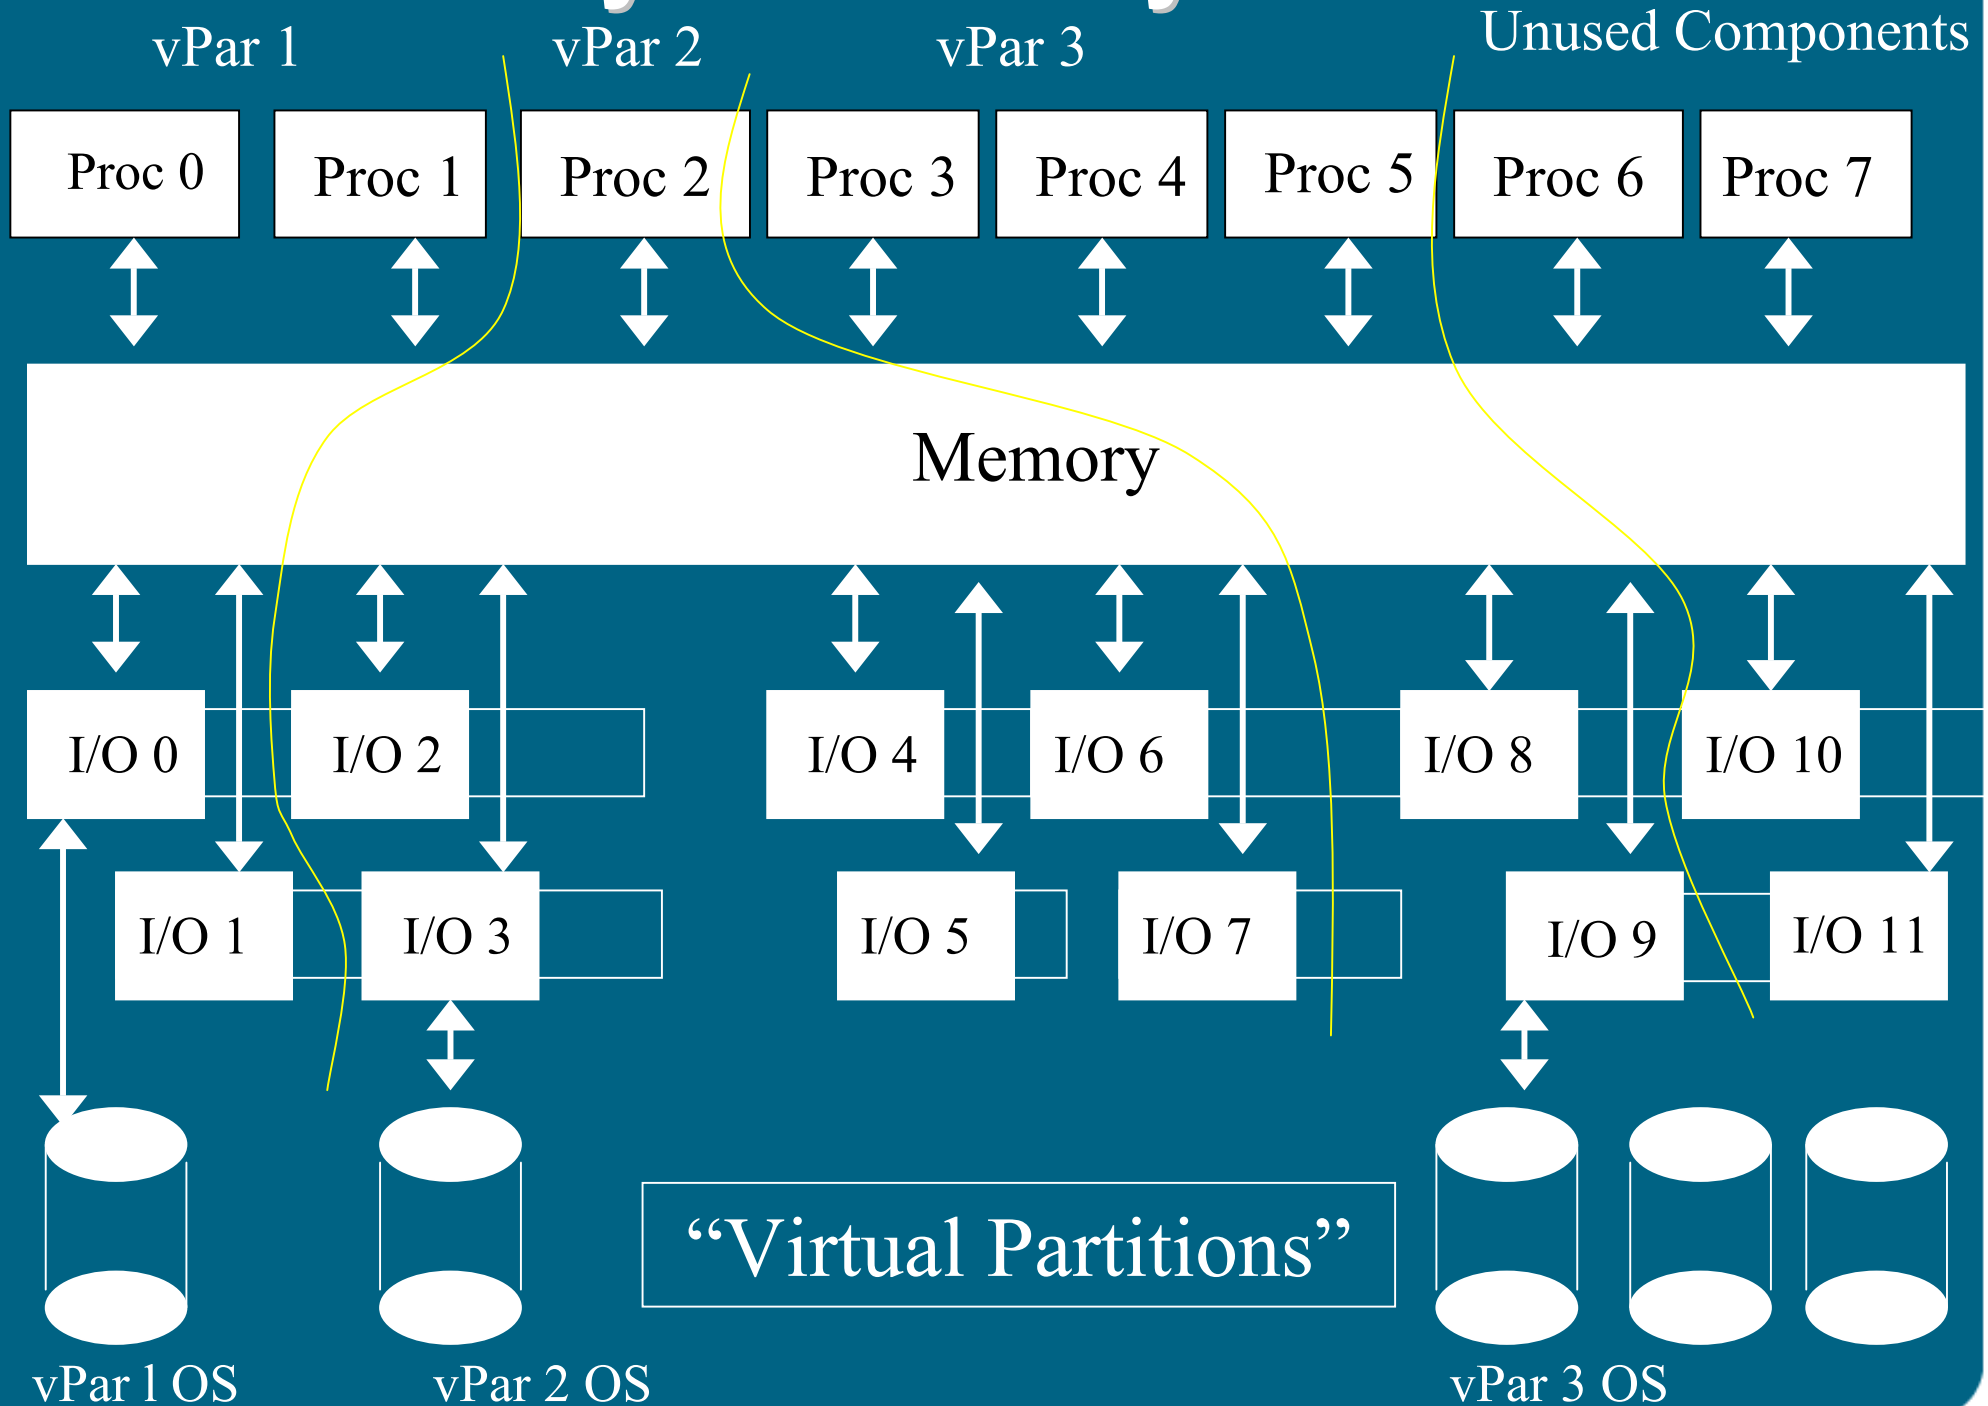 vPar 1
vPar 2
vPar 3
Unused Components
Proc 0
Proc 1
Proc 2
Proc 3
Proc 4
Proc 5
Proc 6
Proc 7
Memory
I/O 0
I/O 2
I/O 4
I/O 6
I/O 8
I/O 10
I/O 1
I/O 3
I/O 5
I/O 7
I/O 9
I/O 11
“Virtual Partitions”
vPar 1 OS
vPar 2 OS
vPar 3 OS